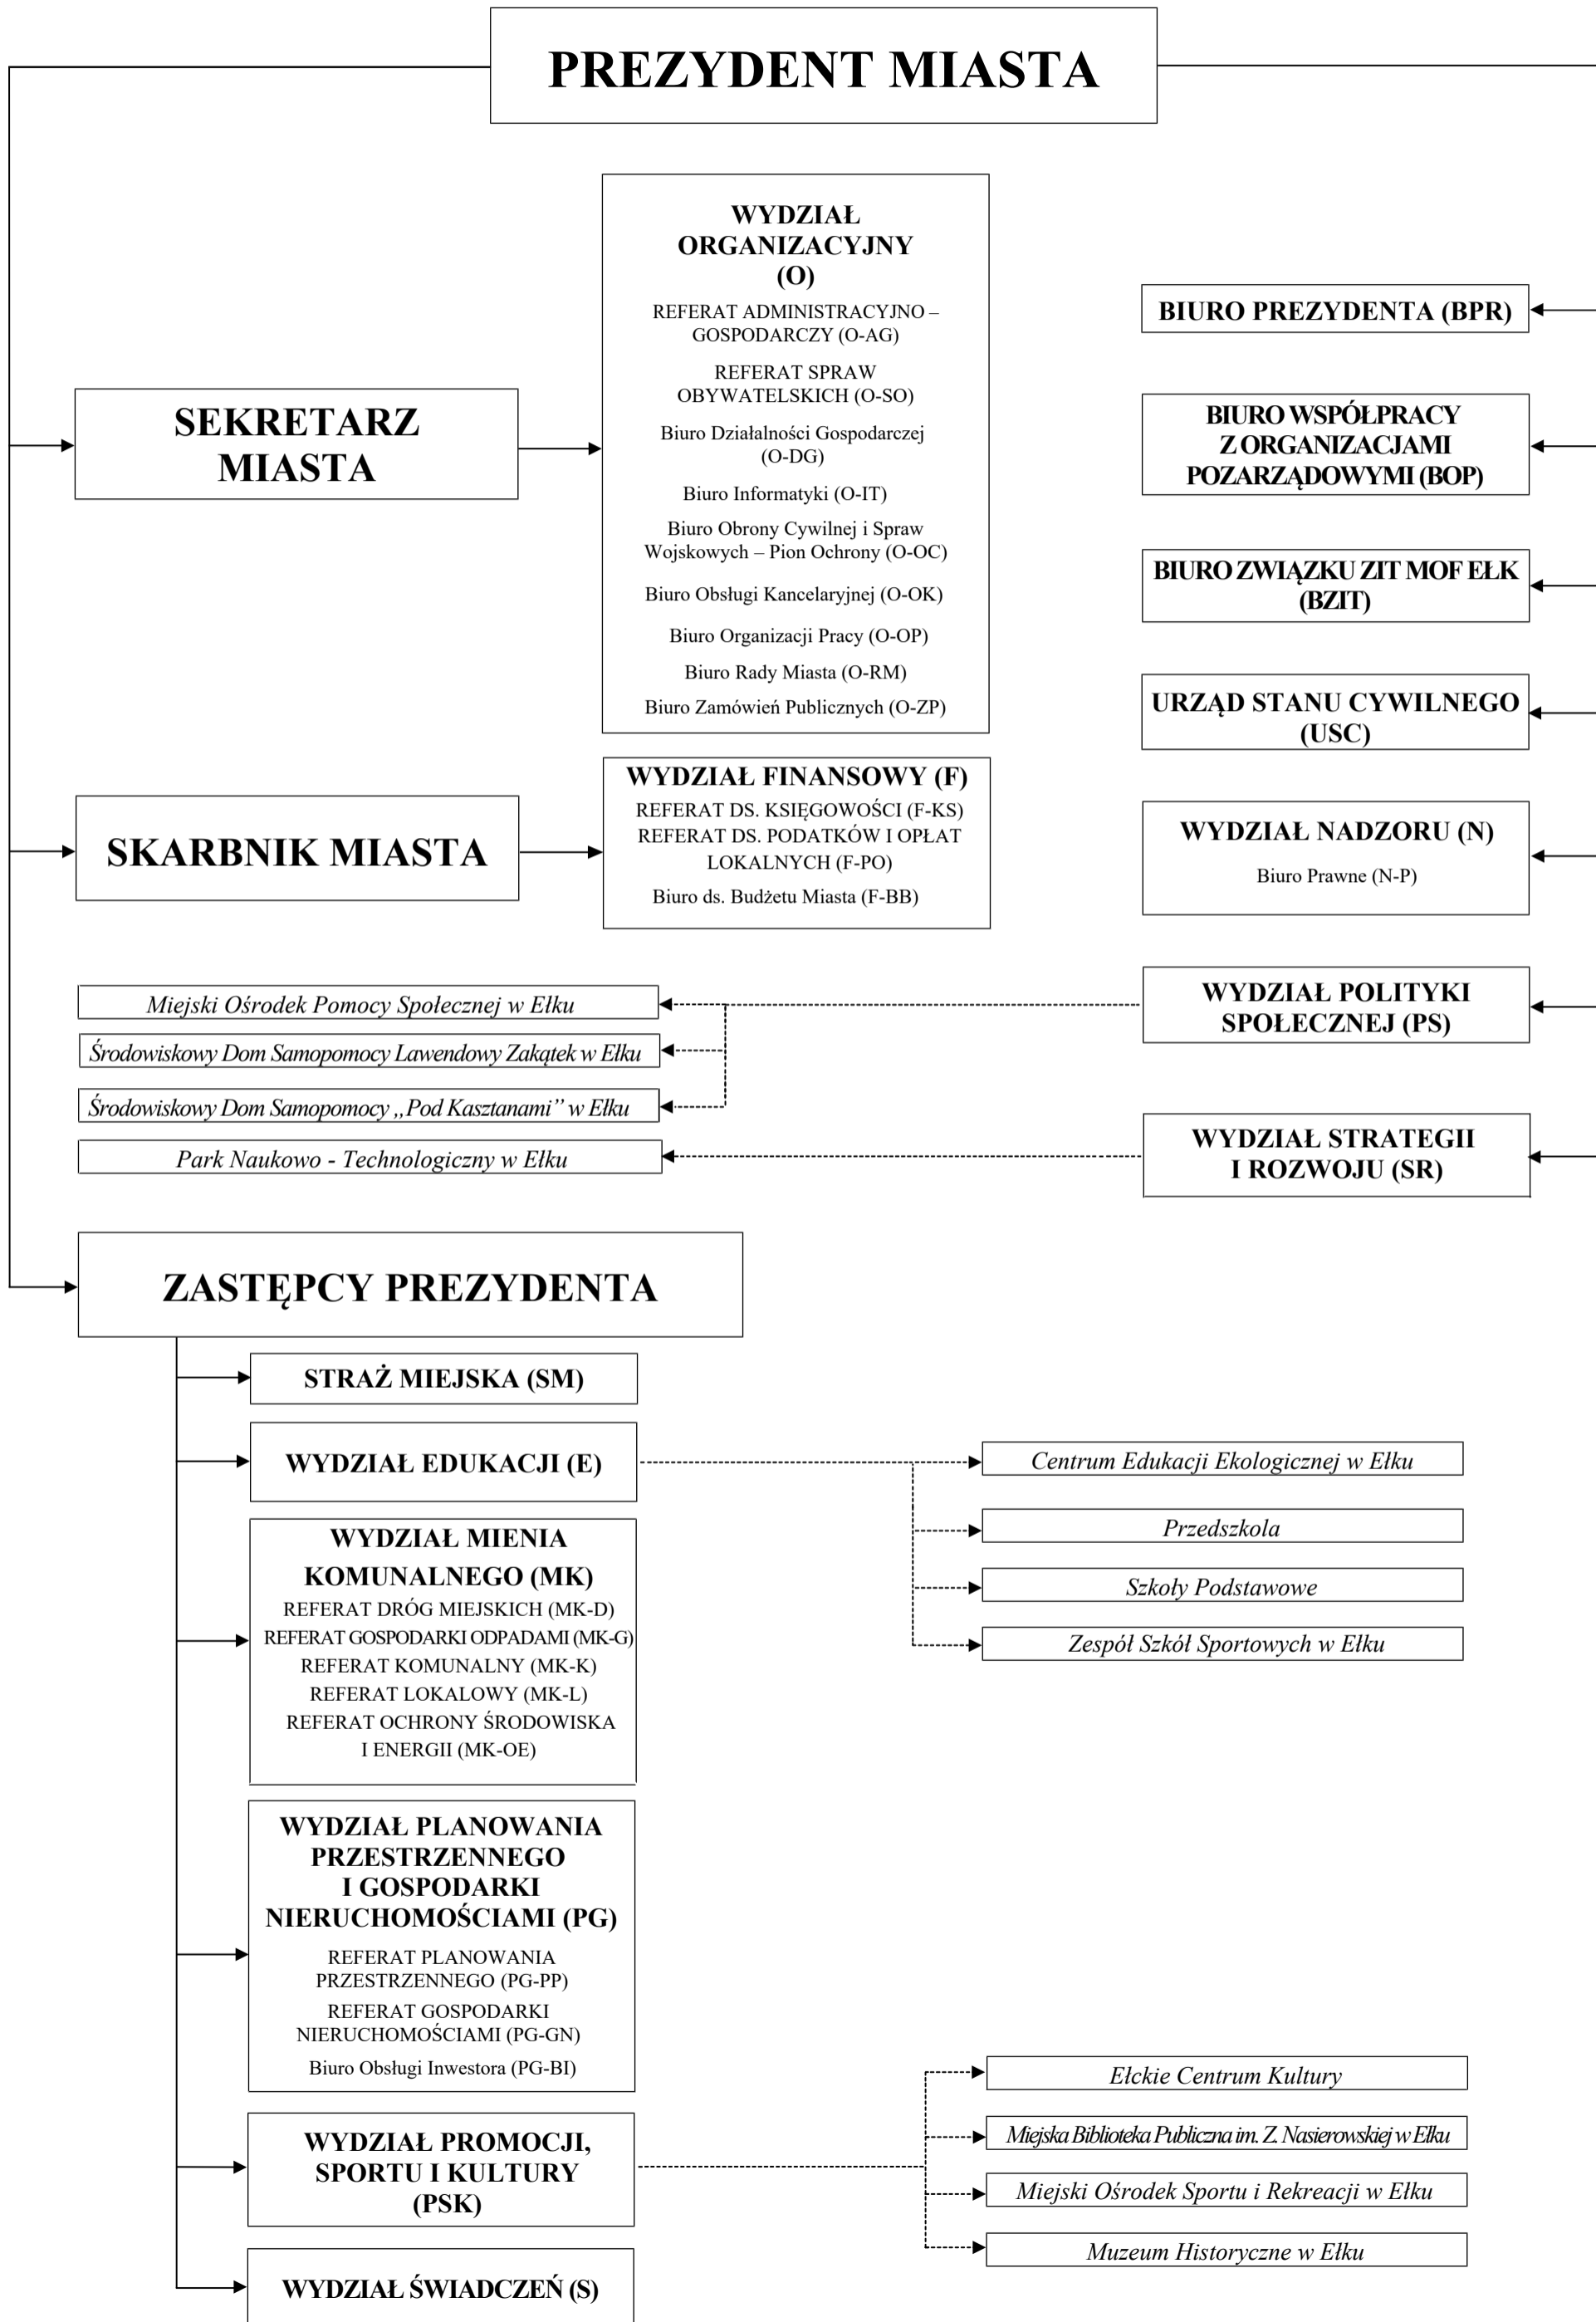 PREZYDENT MIASTA
WYDZIAŁ
ORGANIZACYJNY
(O)
REFERAT ADMINISTRACYJNO –
GOSPODARCZY (O-AG)
REFERAT SPRAW
OBYWATELSKICH (O-SO)
Biuro Działalności Gospodarczej
(O-DG)
Biuro Informatyki (O-IT)
Biuro Obrony Cywilnej i Spraw
Wojskowych – Pion Ochrony (O-OC)
Biuro Obsługi Kancelaryjnej (O-OK)
Biuro Organizacji Pracy (O-OP)
Biuro Rady Miasta (O-RM)
Biuro Zamówień Publicznych (O-ZP)
SEKRETARZ
MIASTA
BIURO PREZYDENTA (BPR)
BIURO WSPÓŁPRACY
Z ORGANIZACJAMI
POZARZĄDOWYMI (BOP)
BIURO ZWIĄZKU ZIT MOF EŁK
(BZIT)
URZĄD STANU CYWILNEGO
(USC)
SKARBNIK MIASTA
WYDZIAŁ FINANSOWY (F)
REFERAT DS. KSIĘGOWOŚCI (F-KS)
REFERAT DS. PODATKÓW I OPŁAT
LOKALNYCH (F-PO)
Biuro ds. Budżetu Miasta (F-BB)
WYDZIAŁ NADZORU (N)
Biuro Prawne (N-P)
WYDZIAŁ POLITYKI
SPOŁECZNEJ (PS)
Miejski Ośrodek Pomocy Społecznej w Ełku
Środowiskowy Dom Samopomocy Lawendowy Zakątek w Ełku
Środowiskowy Dom Samopomocy „Pod Kasztanami” w Ełku
Park Naukowo - Technologiczny w Ełku
WYDZIAŁ STRATEGII
I ROZWOJU (SR)
ZASTĘPCY PREZYDENTA
STRAŻ MIEJSKA (SM)
WYDZIAŁ EDUKACJI (E)
Centrum Edukacji Ekologicznej w Ełku
Przedszkola
Szkoły Podstawowe
Zespół Szkół Sportowych w Ełku
WYDZIAŁ MIENIA
KOMUNALNEGO (MK)
REFERAT DRÓG MIEJSKICH (MK-D)
REFERAT GOSPODARKI ODPADAMI (MK-G)
REFERAT KOMUNALNY (MK-K)
REFERAT LOKALOWY (MK-L)
REFERAT OCHRONY ŚRODOWISKA
I ENERGII (MK-OE)
WYDZIAŁ PLANOWANIA
PRZESTRZENNEGO
I GOSPODARKI
NIERUCHOMOŚCIAMI (PG)
REFERAT PLANOWANIA
PRZESTRZENNEGO (PG-PP)
REFERAT GOSPODARKI
NIERUCHOMOŚCIAMI (PG-GN)
Biuro Obsługi Inwestora (PG-BI)
WYDZIAŁ PROMOCJI,
SPORTU I KULTURY
(PSK)
Ełckie Centrum Kultury
Miejska Biblioteka Publiczna im. Z. Nasierowskiej w Ełku
Miejski Ośrodek Sportu i Rekreacji w Ełku
Muzeum Historyczne w Ełku
WYDZIAŁ ŚWIADCZEŃ (S)